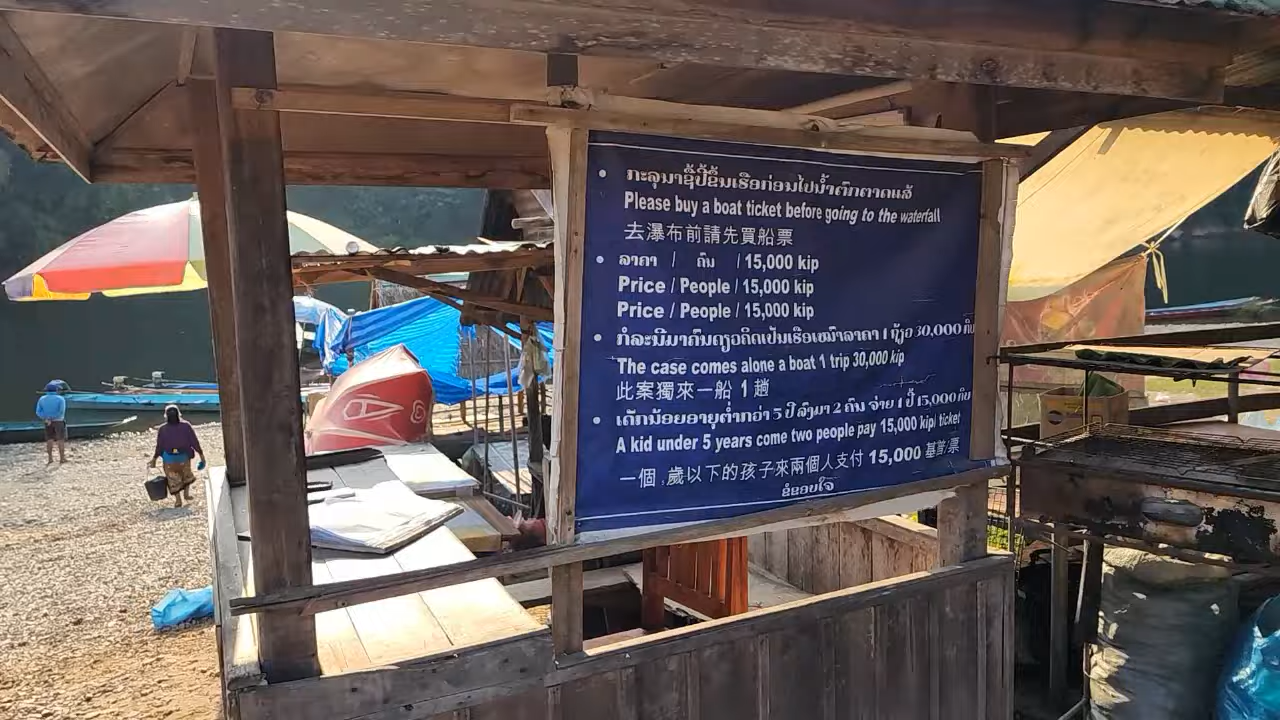 ກະລຸນາຊື້ປີ້ຂຶ້ນເຮືອກ່ອນໄປນ້ຳຕົກຕາດແສ້
Please buy a boat ticket before going to the waterfall
去瀑布前請先買船票
ລາຄາ / ຄົນ / 15,000 kip
Price / People / 15,000 kip
Price / People / 15,000 kip
ກໍລະນີມາຄົນດຽວຄິດເປັນເຮືອເໝົາລາຄາ 1 ຖ້ຽວ 30,000 ກີບ
The case comes alone a boat 1 trip 30,000 kip
此案獨來一船 1 趟
ເດັກນ້ອຍອາຍຸຕ່ຳກວ່າ 5 ປີ ລົງມາ 2 ຄົນ ຈ່າຍ 1 ປີ້ 15,000 ກີບ
A kid under 5 years come two people pay 15,000 kip/ ticket
一個 ,歲以下的孩子來兩個人支付 15,000 基普/票
ຂໍຂອບໃຈ